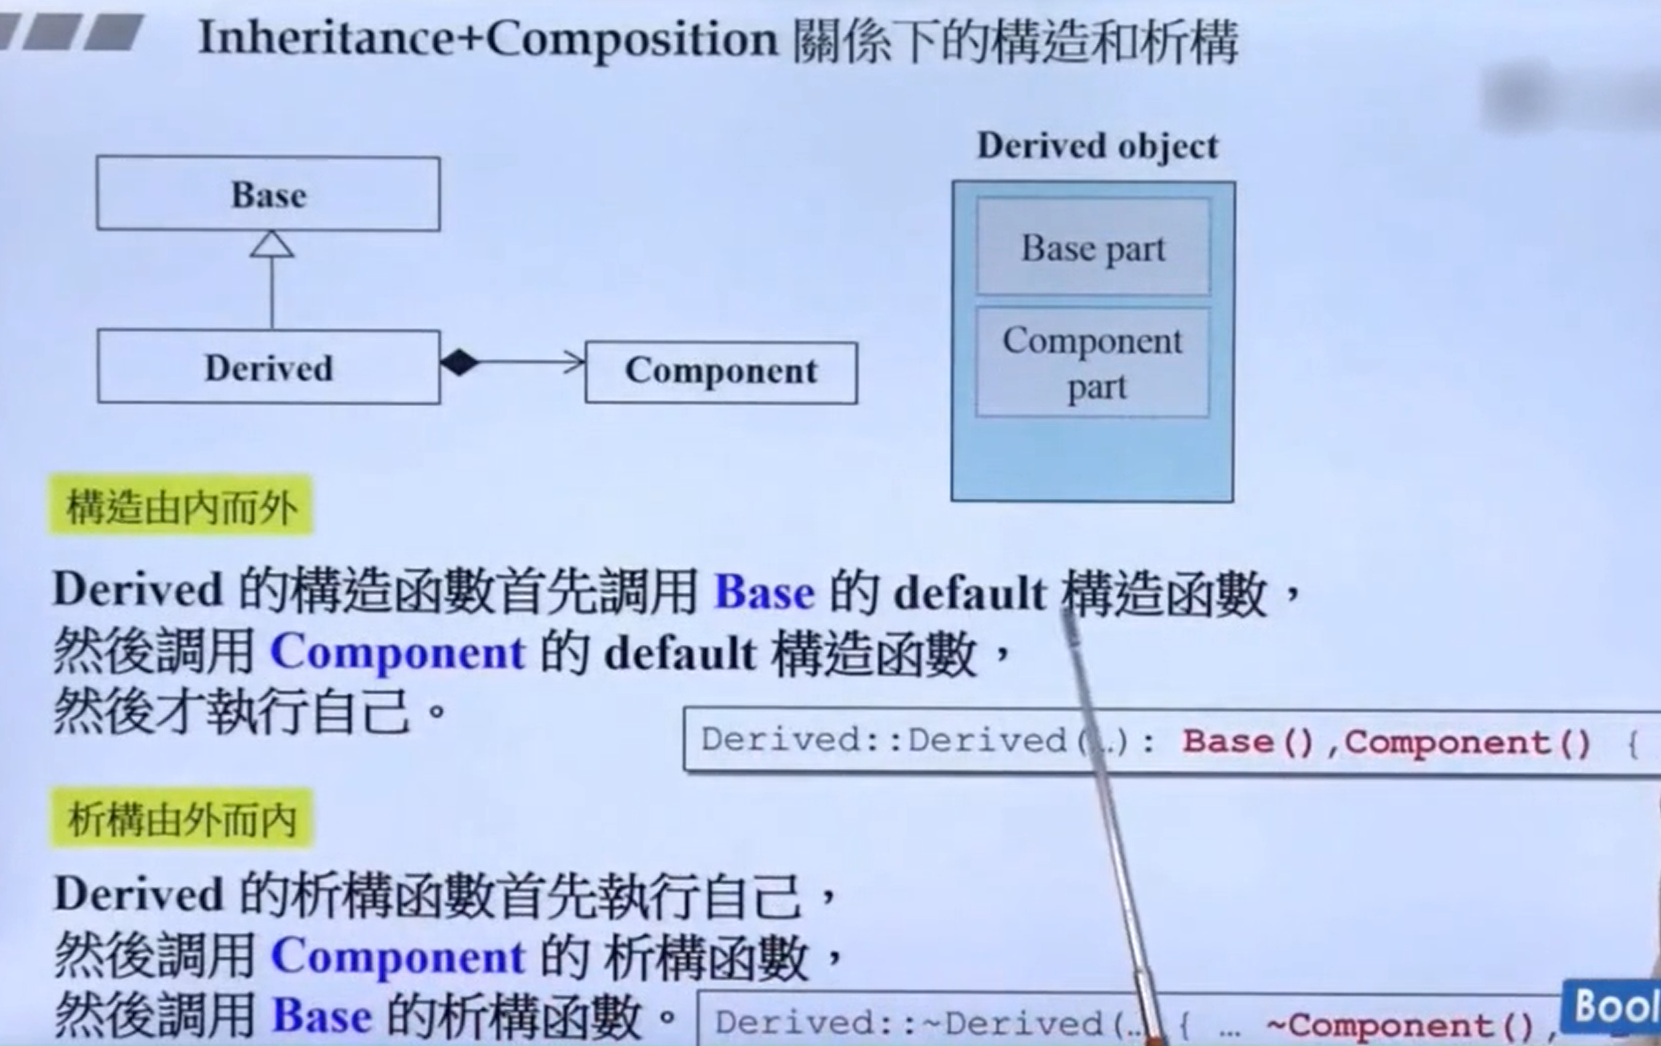 Inheritance+Composition 關係下的構造和析構
Derived object
Base
Base part
Derived
Component
Component
part
構造由內而外
Derived 的構造函數首先調用 Base 的 default 構造函數，
然後調用 Component 的 default 構造函數，
然後才執行自己。
Derived::Derived(…): Base(),Component() {
析構由外而內
Derived 的析構函數首先執行自己，
然後調用 Component 的 析構函數，
然後調用 Base 的析構函數。
Derived::~Derived(… { … ~Component(),
Bool